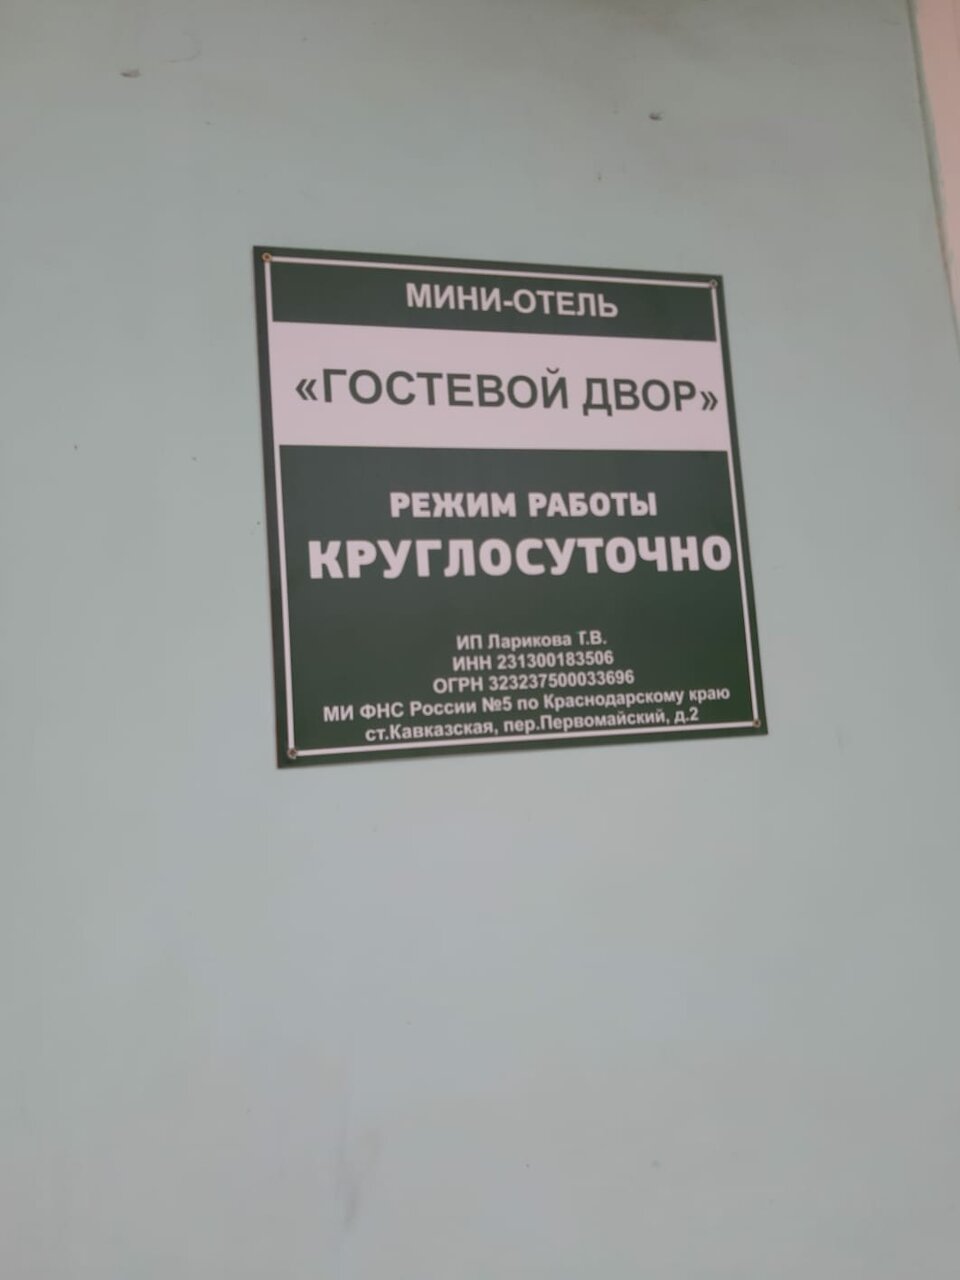 МИНИ-ОТЕЛЬ
«ГОСТЕВОЙ ДВОР»
РЕЖИМ РАБОТЫ
КРУГЛОСУТОЧНО
ИП Ларикова Т.В.
ИНН 231300183506
ОГРН 323237500033696
МИ ФНС России №5 по Краснодарскому краю
ст.Кавказская, пер.Первомайский, д.2